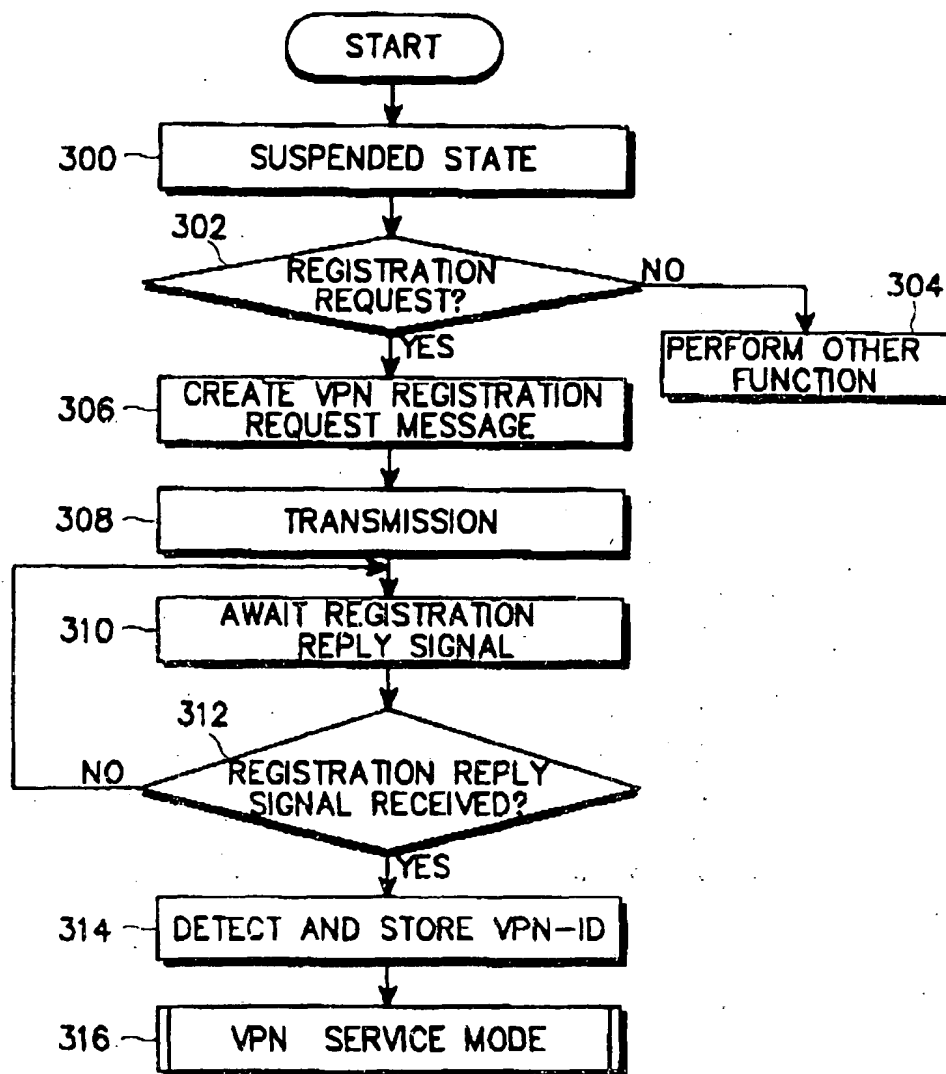 START
300
SUSPENDED STATE
302
REGISTRATION
REQUEST?
NO
304
YES
PERFORM OTHER
FUNCTION
306
CREATE VPN REGISTRATION
REQUEST MESSAGE
308
TRANSMISSION
310
AWAIT REGISTRATION
REPLY SIGNAL
312
NO
REGISTRATION REPLY
SIGNAL RECEIVED?
YES
314
DETECT AND STORE VPN-ID
316
VPN SERVICE MODE